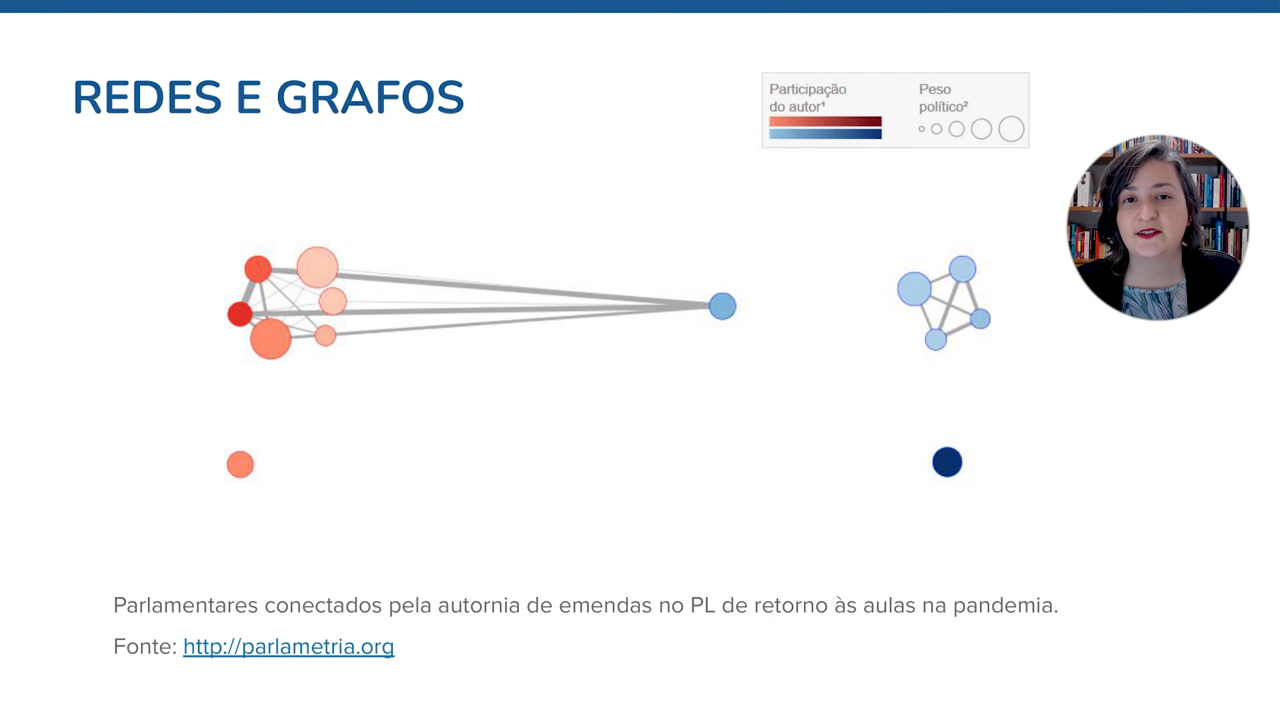 REDES E GRAFOS
Participação
do autor¹
Peso
político²
Parlamentares conectados pela autornia de emendas no PL de retorno às aulas na pandemia.
Fonte: http://parlametria.org